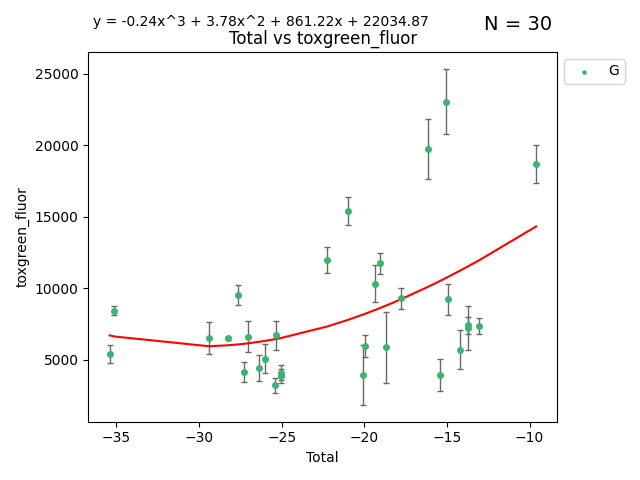 y = -0.24x^3 + 3.78x^2 + 861.22x + 22034.87
N = 30
Total vs toxgreen_fluor
G
toxgreen_fluor
25000
20000
15000
10000
5000
−35
−30
−25
−20
−15
−10
Total